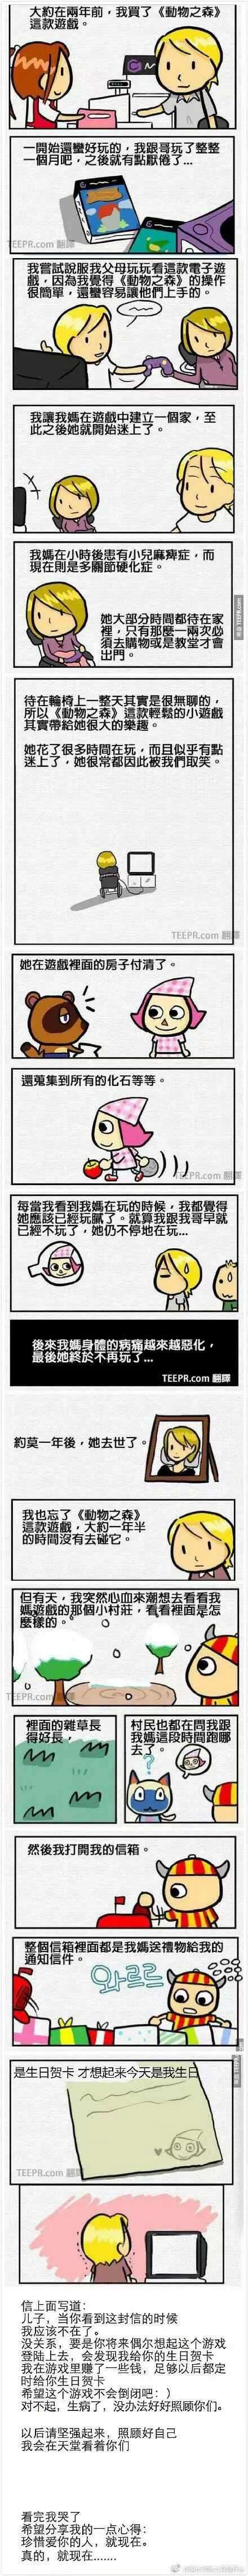 大約在兩年前，我買了《動物之森》
這款遊戲。
一開始還蠻好玩的，我跟哥玩了整整
一個月吧，之後就有點厭倦了...
TEEPR.com 翻譯
我嘗試說服我父母玩玩看這款電子遊
戲，因為我覺得《動物之森》的操作
很簡單，還蠻容易讓他們上手的。
我讓我媽在遊戲中建立一個家，至
此之後她就開始迷上了。
我媽在小時後患有小兒麻痺症，而
現在則是多關節硬化症。
她大部分時間都待在家
裡，只有那麼一兩次必
須去購物或是教堂才會
出門。
待在輪椅上一整天其實是很無聊的，
所以《動物之森》這款輕鬆的小遊戲
其實帶給她很大的樂趣。
她花了很多時間在玩，而且似乎有點
迷上了，她很常都因此被我們取笑。
TEEPR.com 翻譯
她在遊戲裡面的房子付清了。
還蒐集到所有的化石等等。
TEEPR.com 翻譯
每當我看到我媽在玩的時候，我都覺得
她應該已經玩膩了。就算我跟我哥早就
已經不玩了，她仍不停地在玩...
後來我媽身體的病痛越來越惡化，
最後她終於不再玩了...
TEEPR.com 翻譯
約莫一年後，她去世了。
我也忘了《動物之森》
這款遊戲，大約一年半
的時間沒有去碰它。
但有天，我突然心血來潮想去看看我
媽遊戲的那個小村莊，看看裡面是怎
麼樣的。
TEEPR.com 翻譯
裡面的雜草長
得好長，
村民也都在問我跟
我媽這段時間跑哪
去了。
?
然後我打開我的信箱。
整個信箱裡面都是我媽送禮物給我的
通知信件。
와르르
是生日贺卡 才想起来今天是我生日
TEEPR.com 翻譯
信上面写道：
儿子，当你看到这封信的时候
我应该不在了。
没关系，要是你将来偶尔想起这个游戏
登陆上去，会发现我给你的生日贺卡
我在游戏里赚了一些钱，足够以后都定
时给你生日贺卡
希望这个游戏不会倒闭吧：）
对不起，生病了，没办法好好照顾你们。
以后请坚强起来，照顾好自己
我会在天堂看着你们
看完我哭了
希望分享我的一点心得：
珍惜爱你的人，就现在。
真的，就现在.......